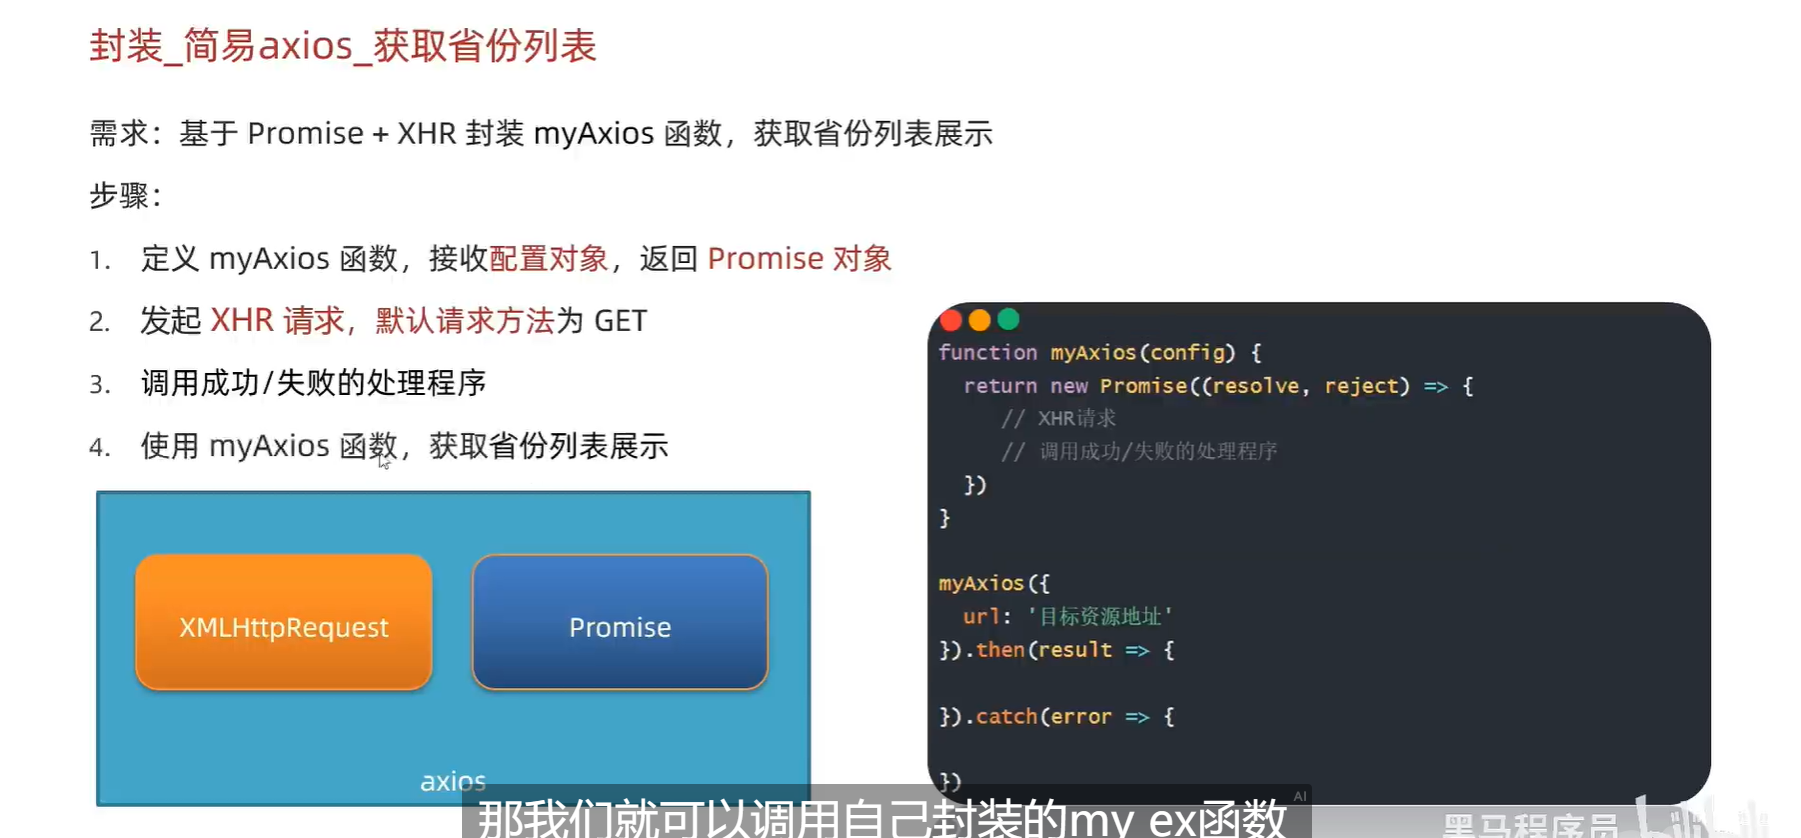 封装_简易axios_获取省份列表
需求：基于 Promise + XHR 封装 myAxios 函数，获取省份列表展示
步骤：
1. 定义 myAxios 函数，接收配置对象，返回 Promise 对象
2. 发起 XHR 请求，默认请求方法为 GET
3. 调用成功/失败的处理程序
4. 使用 myAxios 函数，获取省份列表展示
XMLHttpRequest
Promise
axios
function myAxios(config) {
return new Promise((resolve, reject) => {
// XHR请求
// 调用成功/失败的处理程序
})
}
myAxios({
url: '目标资源地址'
}).then(result => {
}).catch(error => {
})
AI
那我们就可以调用自己封装的my ex函数
黑马程序员